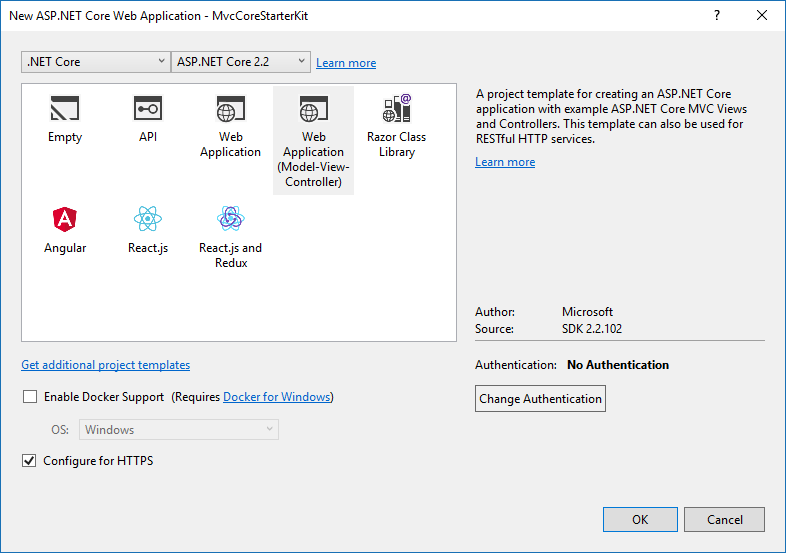 New ASP.NET Core Web Application - MvcCoreStarterKit
?
.NET Core
ASP.NET Core 2.2
Learn more
Empty
API
Web
Application
Web
Application
(Model-View-
Controller)
Razor Class
Library
Angular
React.js
React.js and
Redux
A project template for creating an ASP.NET Core
application with example ASP.NET Core MVC Views
and Controllers. This template can also be used for
RESTful HTTP services.
Learn more
Author: Microsoft
Source: SDK 2.2.102
Get additional project templates
Authentication: No Authentication
Change Authentication
Enable Docker Support (Requires Docker for Windows)
OS: Windows
Configure for HTTPS
OK
Cancel